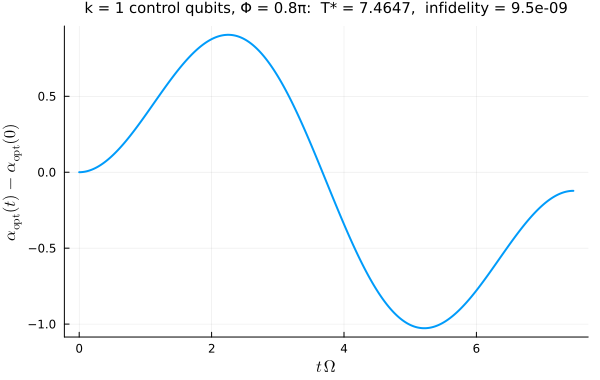 k = 1 control qubits, Φ = 0.8π:  T* = 7.4647,  infidelity = 9.5e-09
α_opt(t) − α_opt(0)
0.5
0.0
−0.5
−1.0
0 2 4 6
t Ω